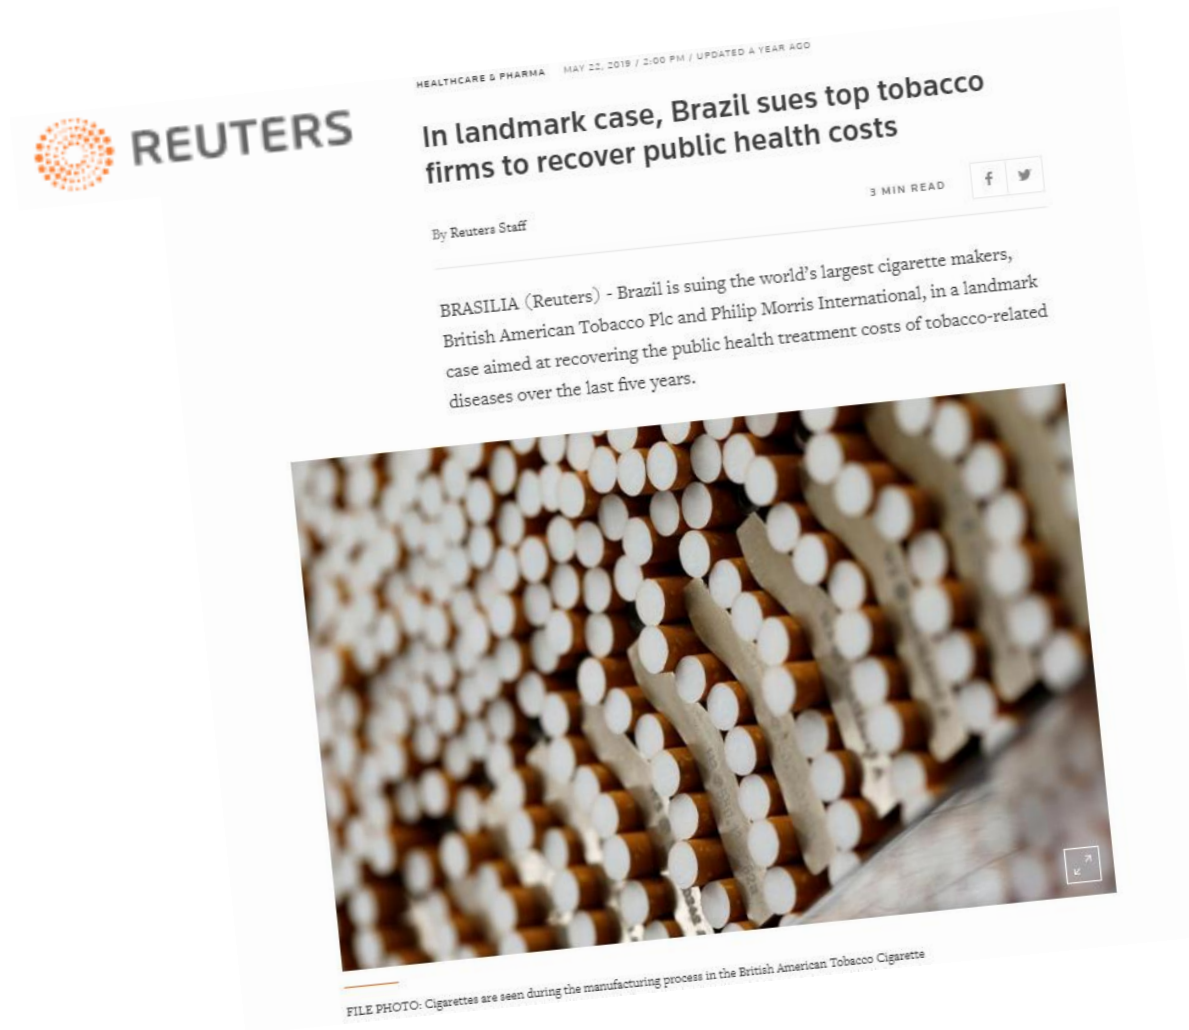 REUTERS
HEALTHCARE & PHARMA MAY 22, 2019 / 2:00 PM / UPDATED A YEAR AGO
In landmark case, Brazil sues top tobacco
firms to recover public health costs
3 MIN READ
By Reuters Staff
BRASILIA (Reuters) - Brazil is suing the world’s largest cigarette makers,
British American Tobacco Plc and Philip Morris International, in a landmark
case aimed at recovering the public health treatment costs of tobacco-related
diseases over the last five years.
FILE PHOTO: Cigarettes are seen during the manufacturing process in the British American Tobacco Cigarette